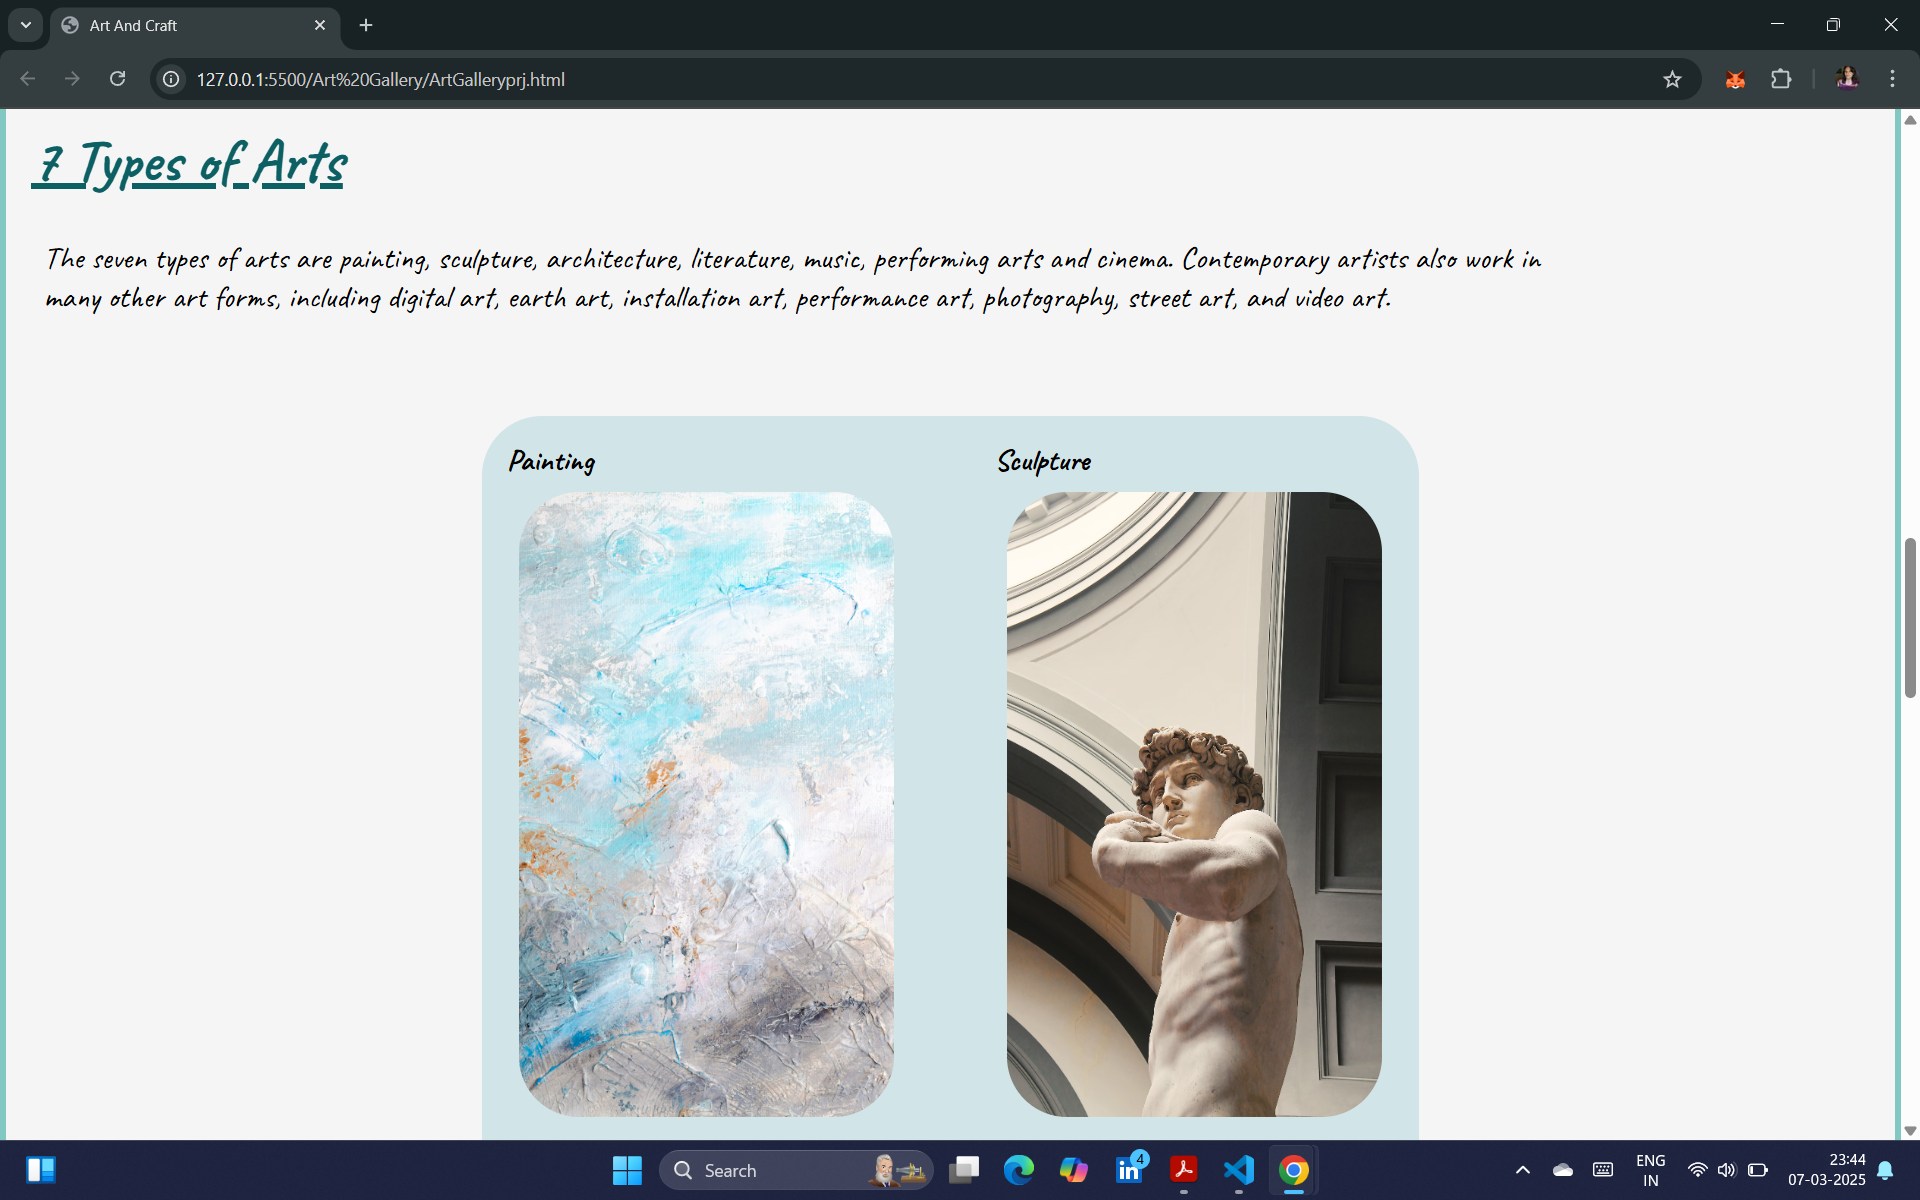 Art And Craft
127.0.0.1:5500/Art%20Gallery/ArtGalleryprj.html
7 Types of Arts
The seven types of arts are painting, sculpture, architecture, literature, music, performing arts and cinema. Contemporary artists also work in
many other art forms, including digital art, earth art, installation art, performance art, photography, street art, and video art.
Painting
Sculpture
Search
4
ENG
IN
23:44
07-03-2025